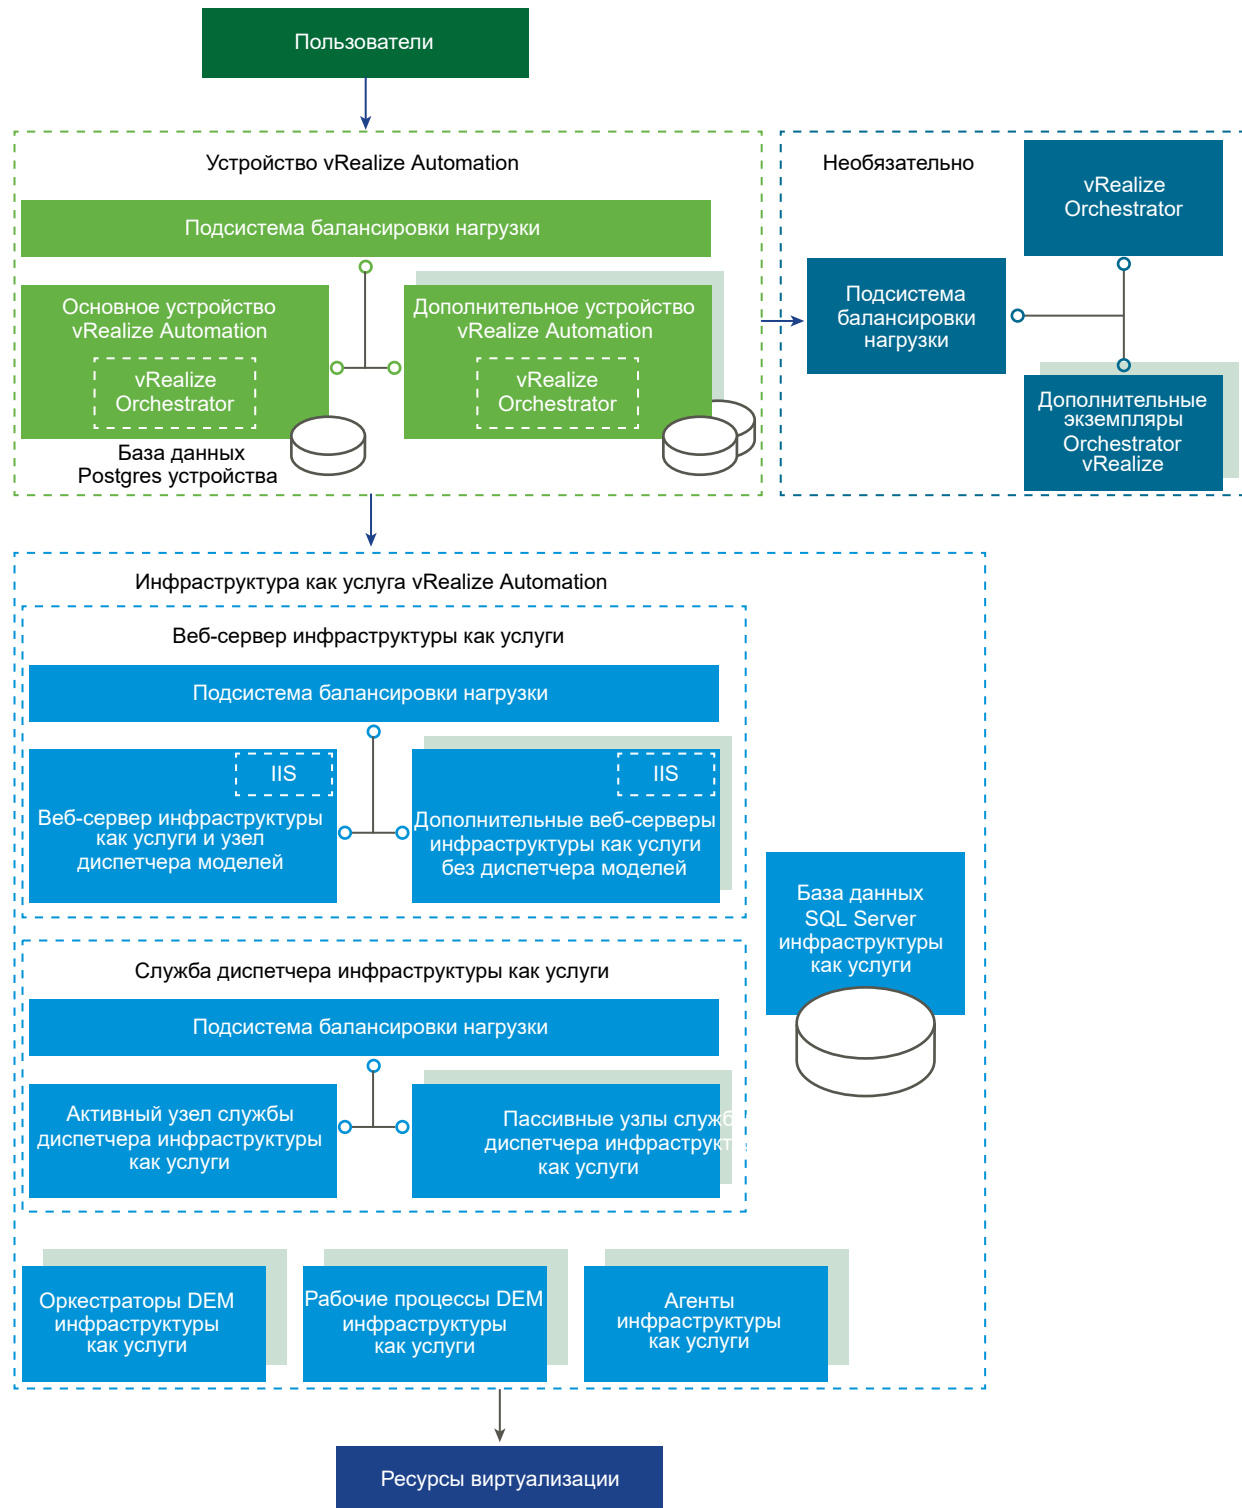 Пользователи
Устройство vRealize Automation
Подсистема балансировки нагрузки
Основное устройство
vRealize Automation
vRealize
Orchestrator
Дополнительное устройство
vRealize Automation
vRealize
Orchestrator
База данных
Postgres устройства
Необязательно
vRealize
Orchestrator
Подсистема
балансировки
нагрузки
Дополнительные
экземпляры
Orchestrator
vRealize
Инфраструктура как услуга vRealize Automation
Веб-сервер инфраструктуры как услуги
Подсистема балансировки нагрузки
IIS
Веб-сервер инфраструктуры
как услуги и узел
диспетчера моделей
IIS
Дополнительные веб-серверы
инфраструктуры как услуги
без диспетчера моделей
База данных
SQL Server
инфраструктуры
как услуги
Служба диспетчера инфраструктуры как услуги
Подсистема балансировки нагрузки
Активный узел службы
диспетчера инфраструктуры
как услуги
Пассивные узлы служб
диспетчера инфраструкт
как услуги
Оркестраторы DEM
инфраструктуры
как услуги
Рабочие процессы DEM
инфраструктуры
как услуги
Агенты
инфраструктуры
как услуги
Ресурсы виртуализации